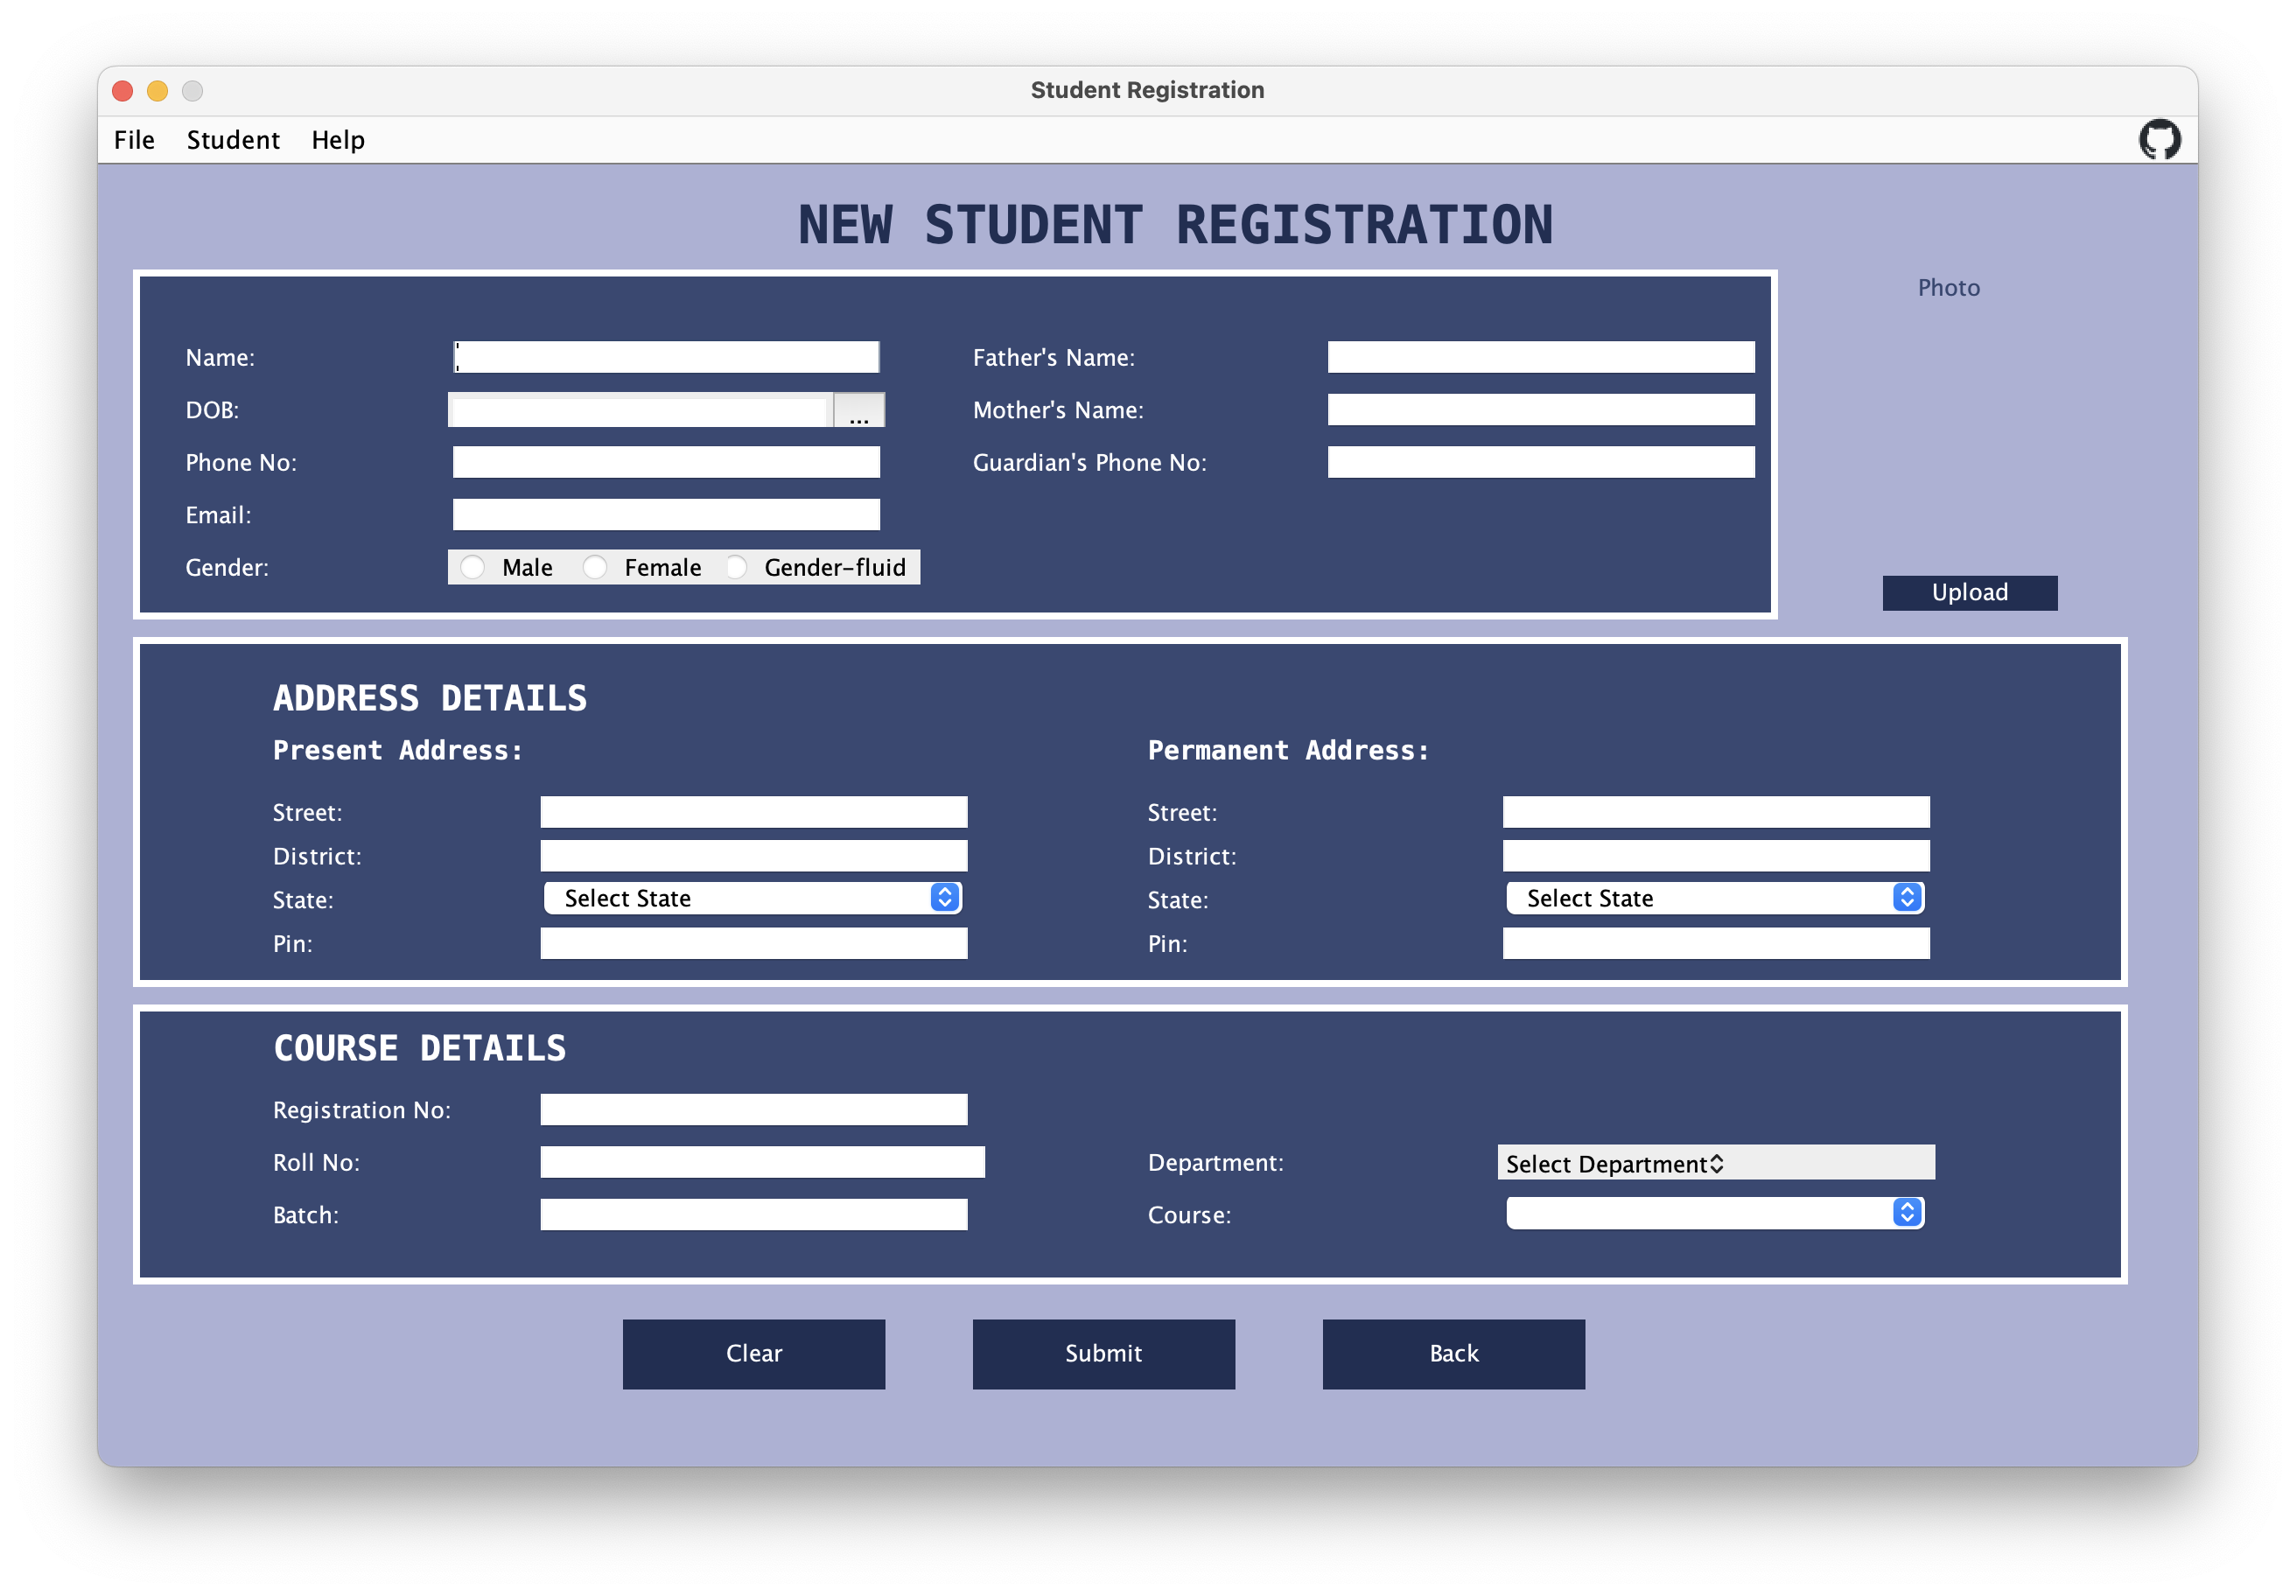 Student Registration
File Student Help
NEW STUDENT REGISTRATION
Photo
Name: Father's Name:
DOB: ... Mother's Name:
Phone No: Guardian's Phone No:
Email:
Gender: Male Female Gender-fluid
Upload
ADDRESS DETAILS
Present Address: Permanent Address:
Street: Street:
District: District:
State: Select State State: Select State
Pin: Pin:
COURSE DETAILS
Registration No:
Roll No: Department: Select Department
Batch: Course:
Clear Submit Back